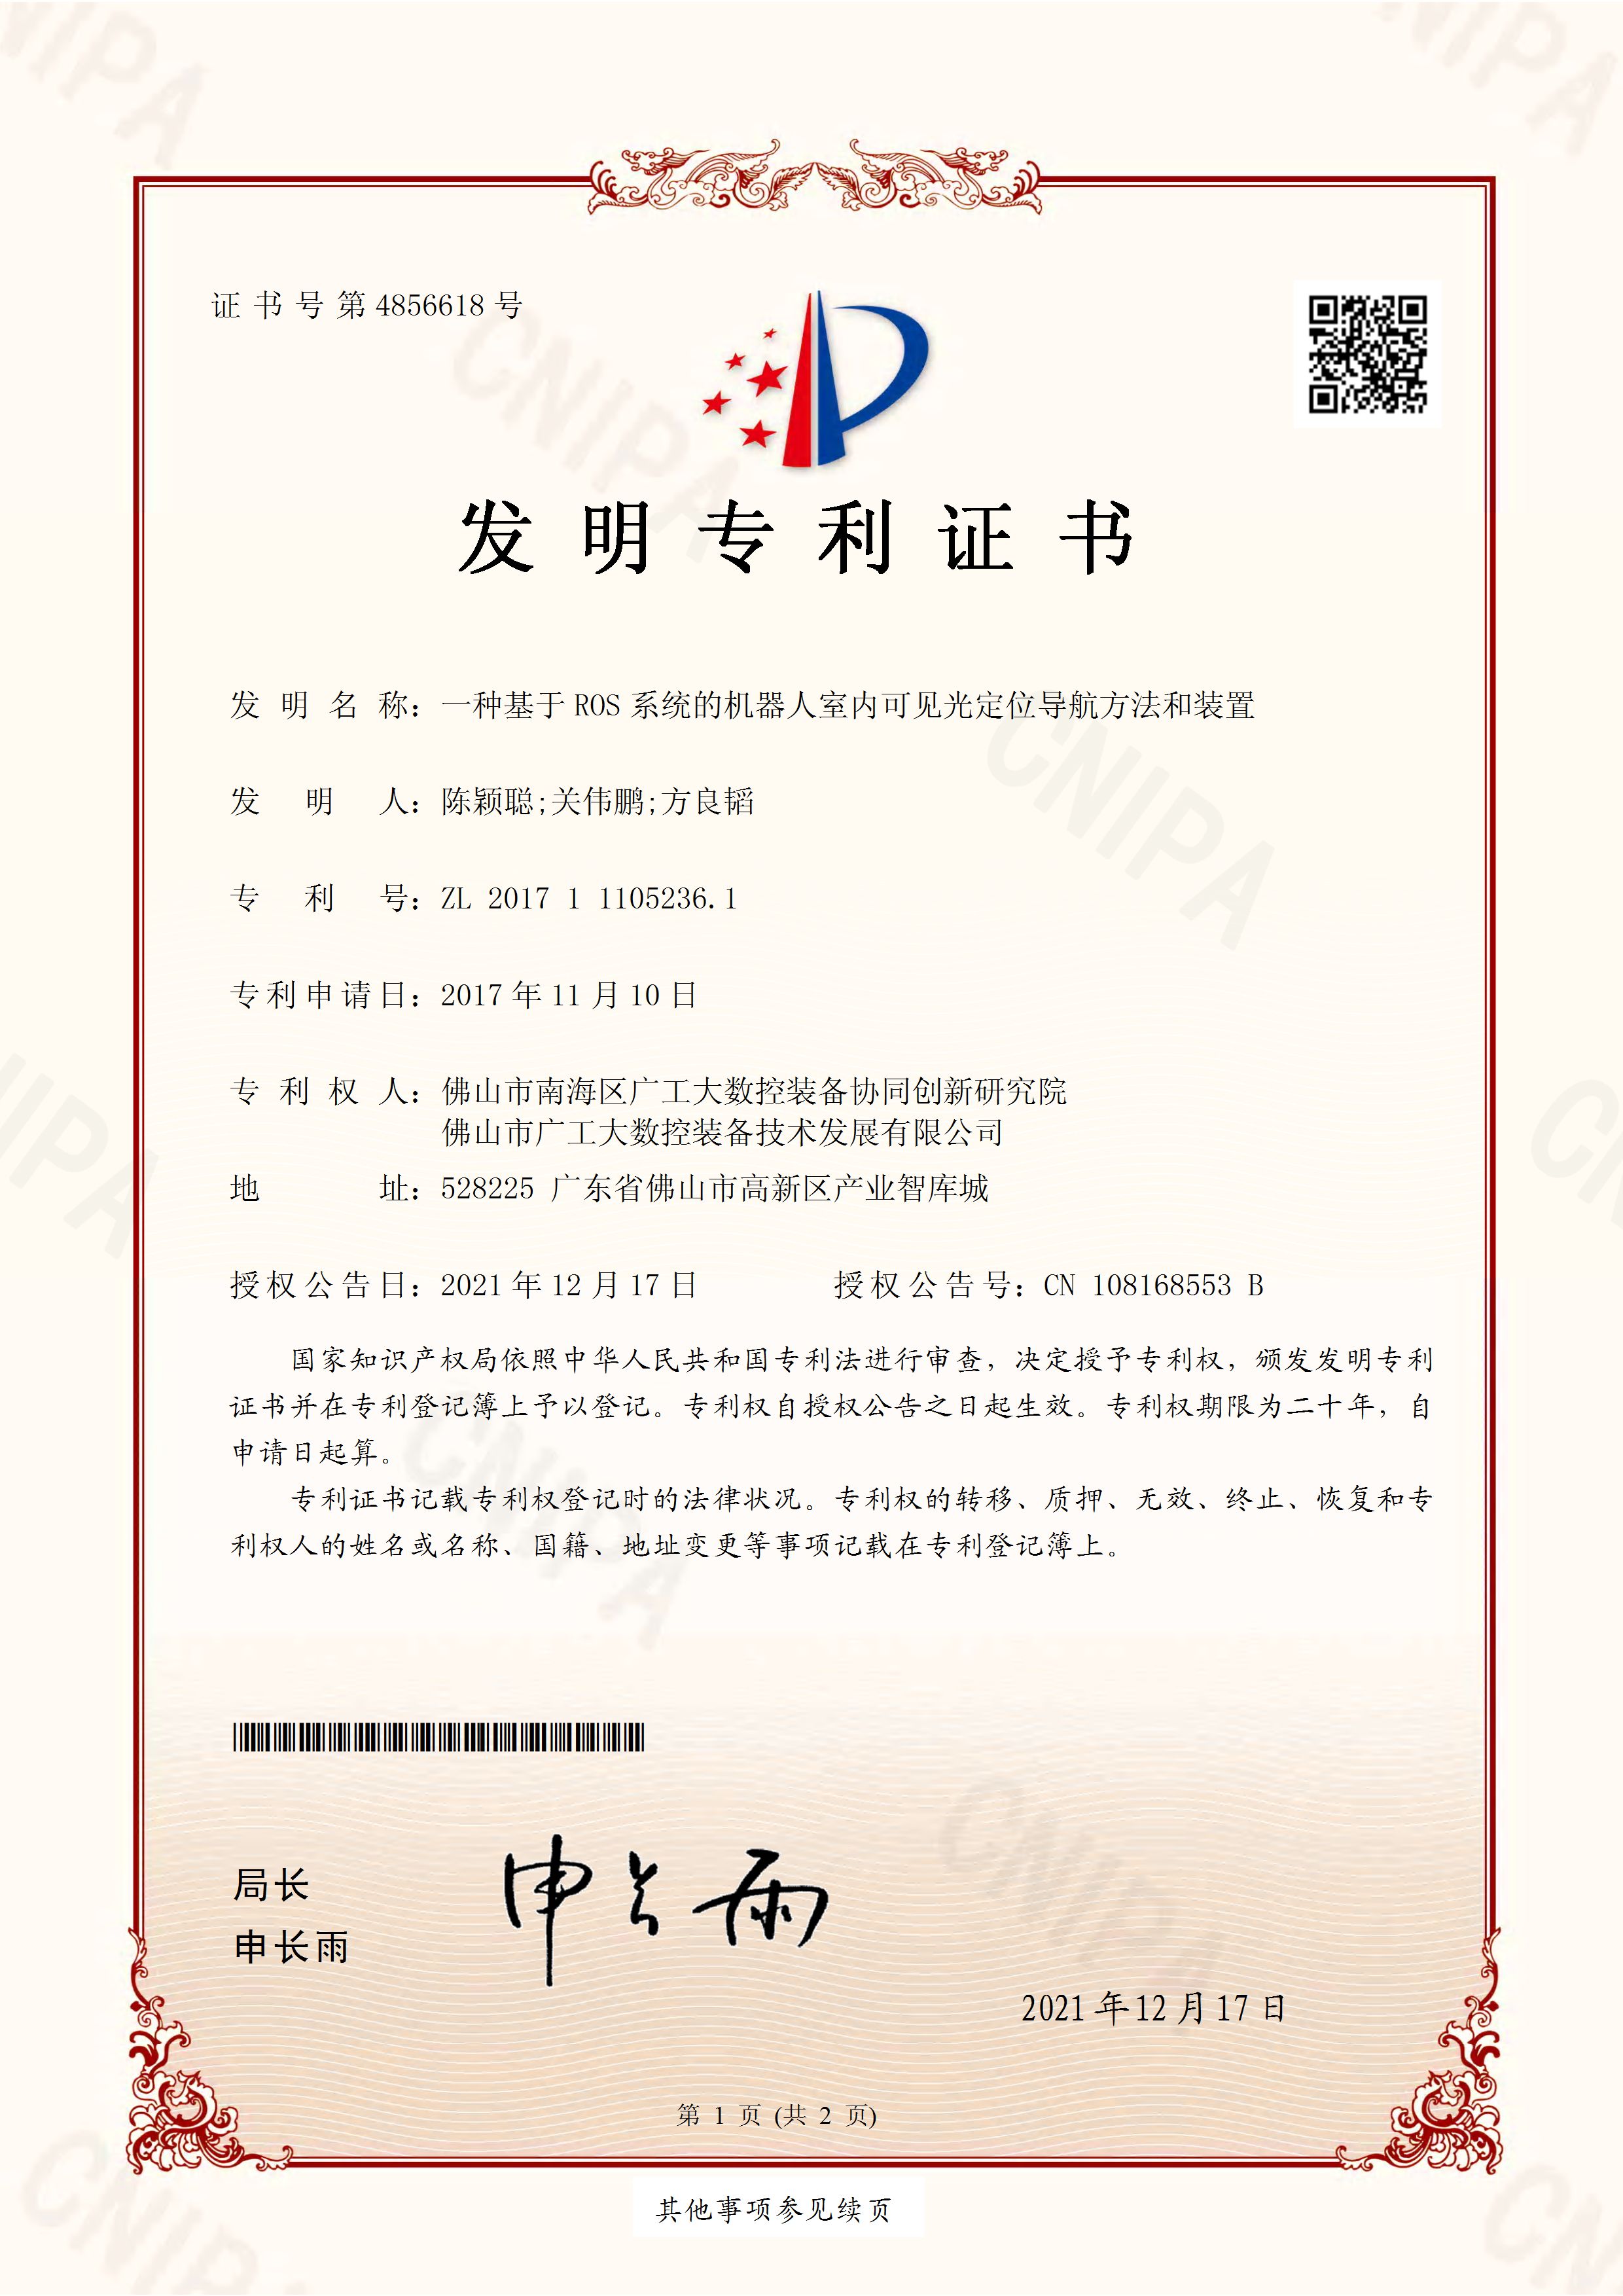 证书号第4856618号
发明专利证书
发明名称：一种基于ROS系统的机器人室内可见光定位导航方法和装置
发明人：陈颖聪;关伟鹏;方良韬
专利号：ZL 2017 1 1105236.1
专利申请日：2017年11月10日
专利权人：佛山市南海区广工大数控装备协同创新研究院
佛山市广工大数控装备技术发展有限公司
地址：528225 广东省佛山市高新区产业智库城
授权公告日：2021年12月17日 授权公告号：CN 108168553 B
国家知识产权局依照中华人民共和国专利法进行审查，决定授予专利权，颁发发明专利
证书并在专利登记簿上予以登记。专利权自授权公告之日起生效。专利权期限为二十年，自
申请日起算。
专利证书记载专利权登记时的法律状况。专利权的转移、质押、无效、终止、恢复和专
利权人的姓名或名称、国籍、地址变更等事项记载在专利登记簿上。
局长
申长雨
申长雨
2021年12月17日
第 1 页 (共 2 页)
其他事项参见续页
CNIPA
CNIPA
CNIPA
CNIPA